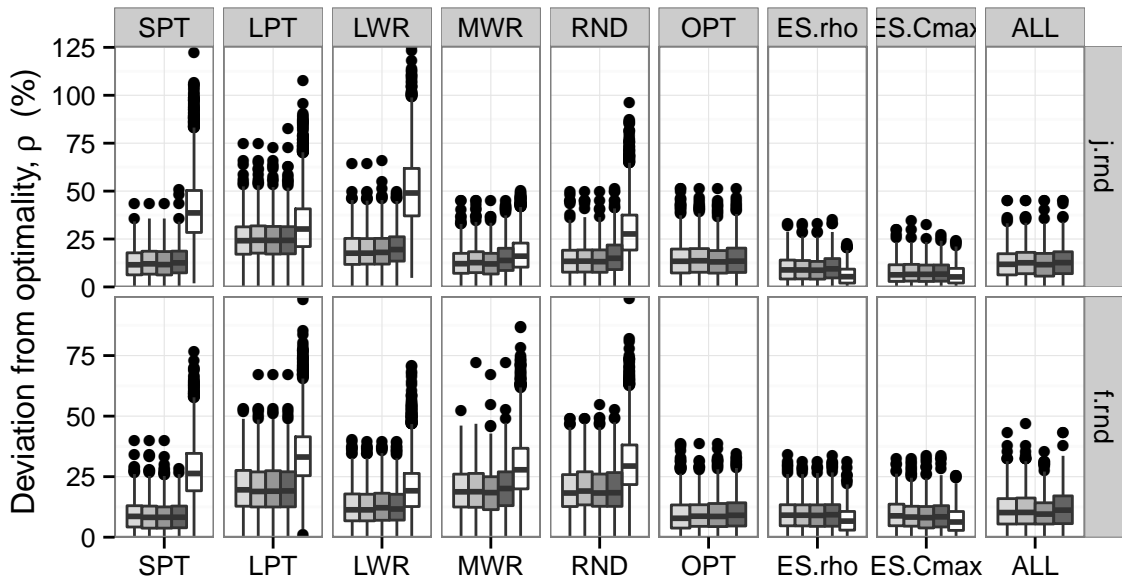 SPT LPT LWR MWR RND OPT ES.rho ES.Cmax ALL
Deviation from optimality, ρ (%)
125
100
75
50
25
0
j.rnd
75
50
25
0
f.rnd
SPT LPT LWR MWR RND OPT ES.rho ES.Cmax ALL